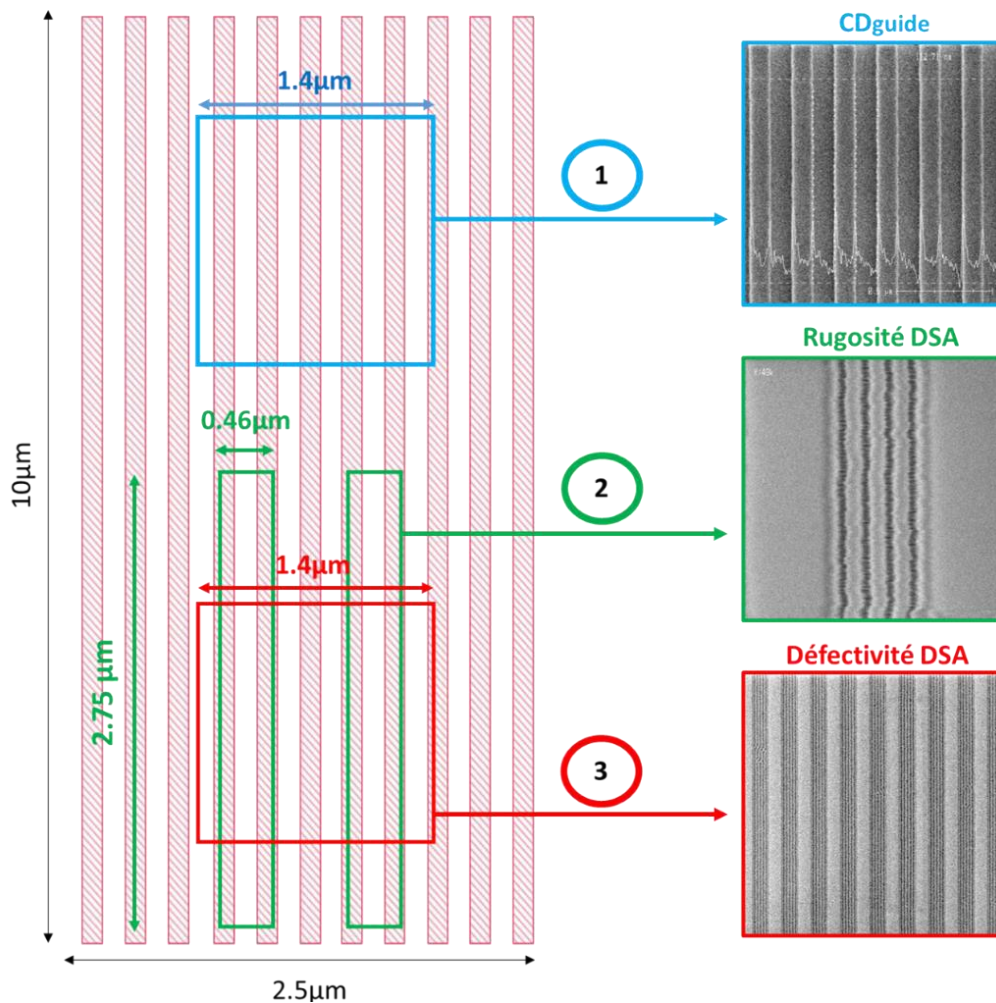 CDguide
1.4µm
1
Rugosité DSA
0.46µm
10µm
2
1.4µm
2.75 µm
Défectivité DSA
3
2.5µm